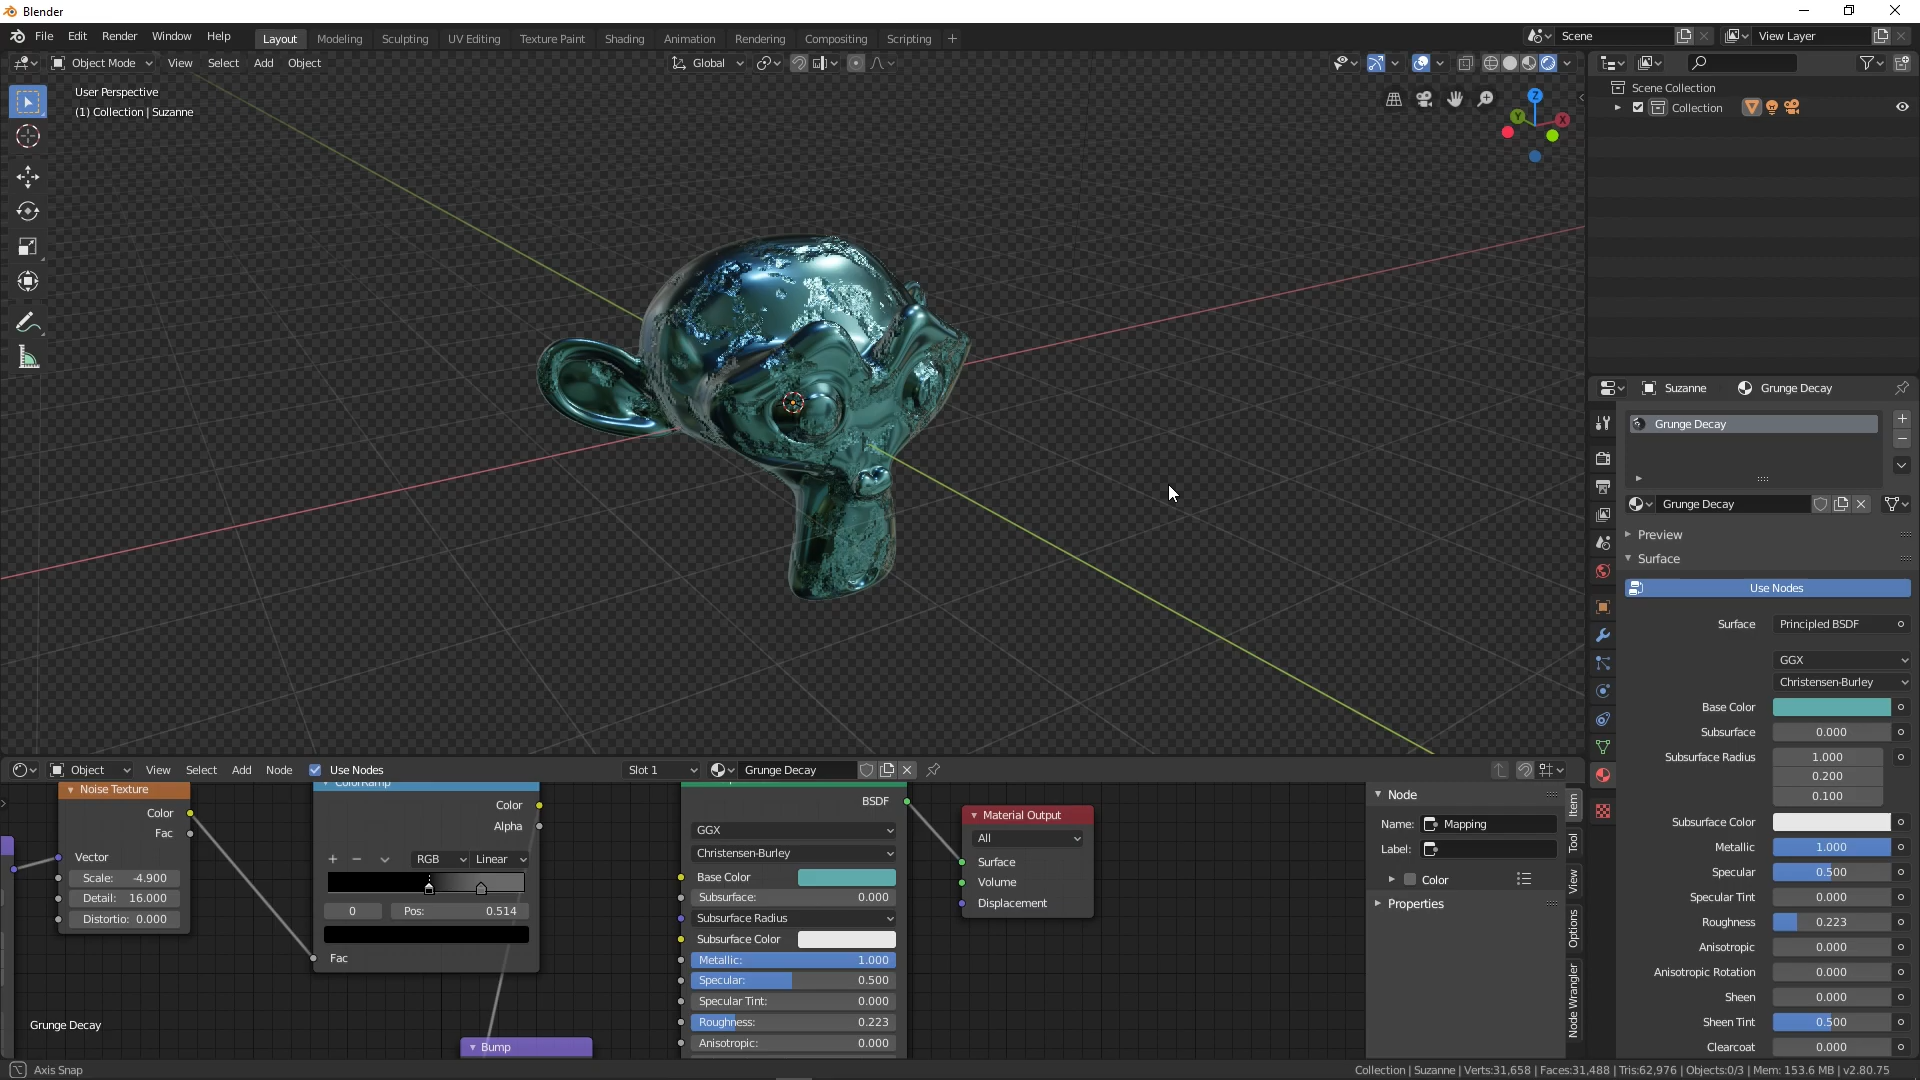 Blender
File Edit Render Window Help
Layout Modeling Sculpting UV Editing Texture Paint Shading Animation Rendering Compositing Scripting +
Scene
View Layer
Object Mode View Select Add Object
Global
User Perspective
(1) Collection | Suzanne
Z
Y
X
Scene Collection
Collection
Suzanne Grunge Decay
Grunge Decay
Grunge Decay
Preview
Surface
Use Nodes
Surface Principled BSDF
GGX
Christensen-Burley
Base Color
Subsurface 0.000
Subsurface Radius 1.000
0.200
0.100
Subsurface Color
Metallic 1.000
Specular 0.500
Specular Tint 0.000
Roughness 0.223
Anisotropic 0.000
Anisotropic Rotation 0.000
Sheen 0.000
Sheen Tint 0.500
Clearcoat 0.000
Object View Select Add Node Use Nodes
Slot 1
Grunge Decay
Noise Texture
Color
Fac
Vector
Scale: -4.900
Detail: 16.000
Distortio: 0.000
ColorRamp
Color
Alpha
RGB Linear
0 Pos: 0.514
Fac
Bump
BSDF
GGX
Christensen-Burley
Base Color
Subsurface: 0.000
Subsurface Radius
Subsurface Color
Metallic: 1.000
Specular: 0.500
Specular Tint: 0.000
Roughness: 0.223
Anisotropic: 0.000
Material Output
All
Surface
Volume
Displacement
Node
Name: Mapping
Label:
Color
Properties
Item
Tool
View
Options
Node Wrangler
Grunge Decay
Axis Snap
Collection | Suzanne | Verts:31,658 | Faces:31,488 | Tris:62,976 | Objects:0/3 | Mem: 153.6 MB | v2.80.75